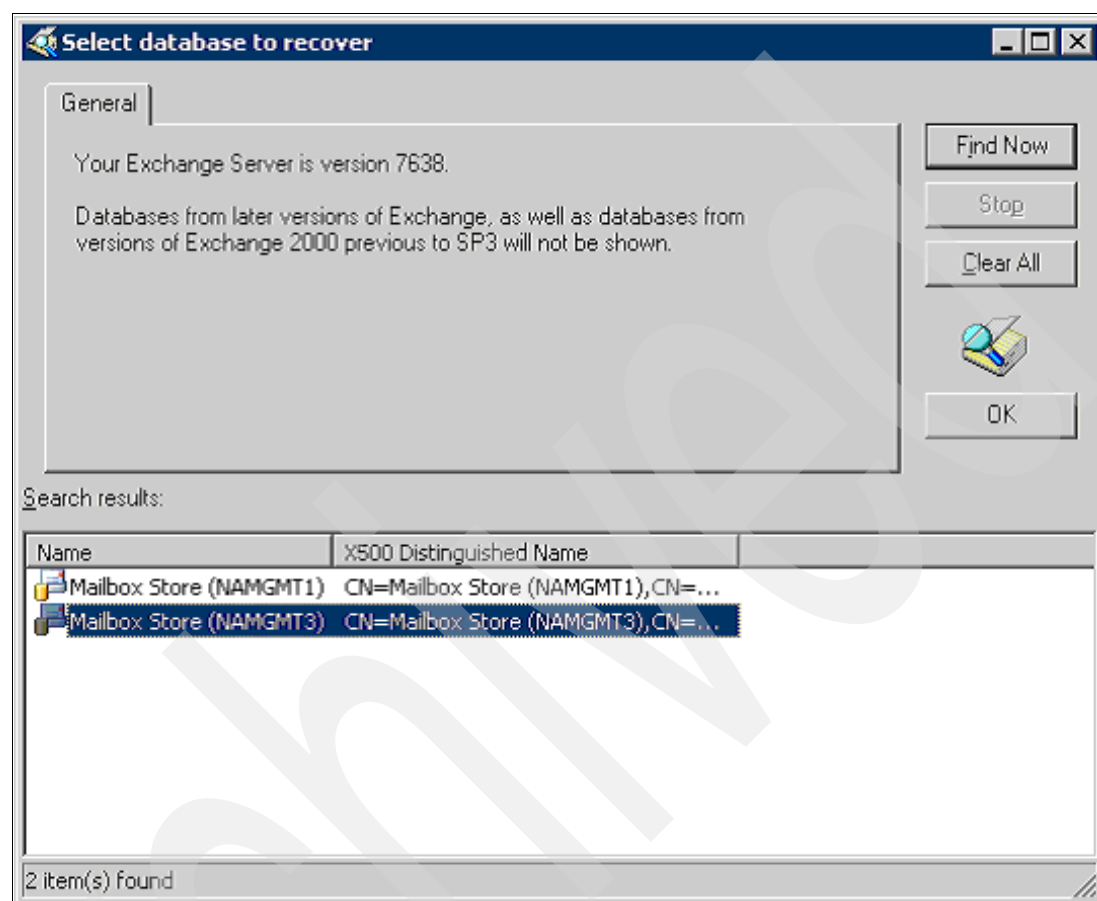 Select database to recover
General
Your Exchange Server is version 7638.
Databases from later versions of Exchange, as well as databases from
versions of Exchange 2000 previous to SP3 will not be shown.
Find Now
Stop
Clear All
OK
Search results:
Name X500 Distinguished Name
Mailbox Store (NAMGMT1) CN=Mailbox Store (NAMGMT1),CN=...
Mailbox Store (NAMGMT3) CN=Mailbox Store (NAMGMT3),CN=...
2 item(s) found